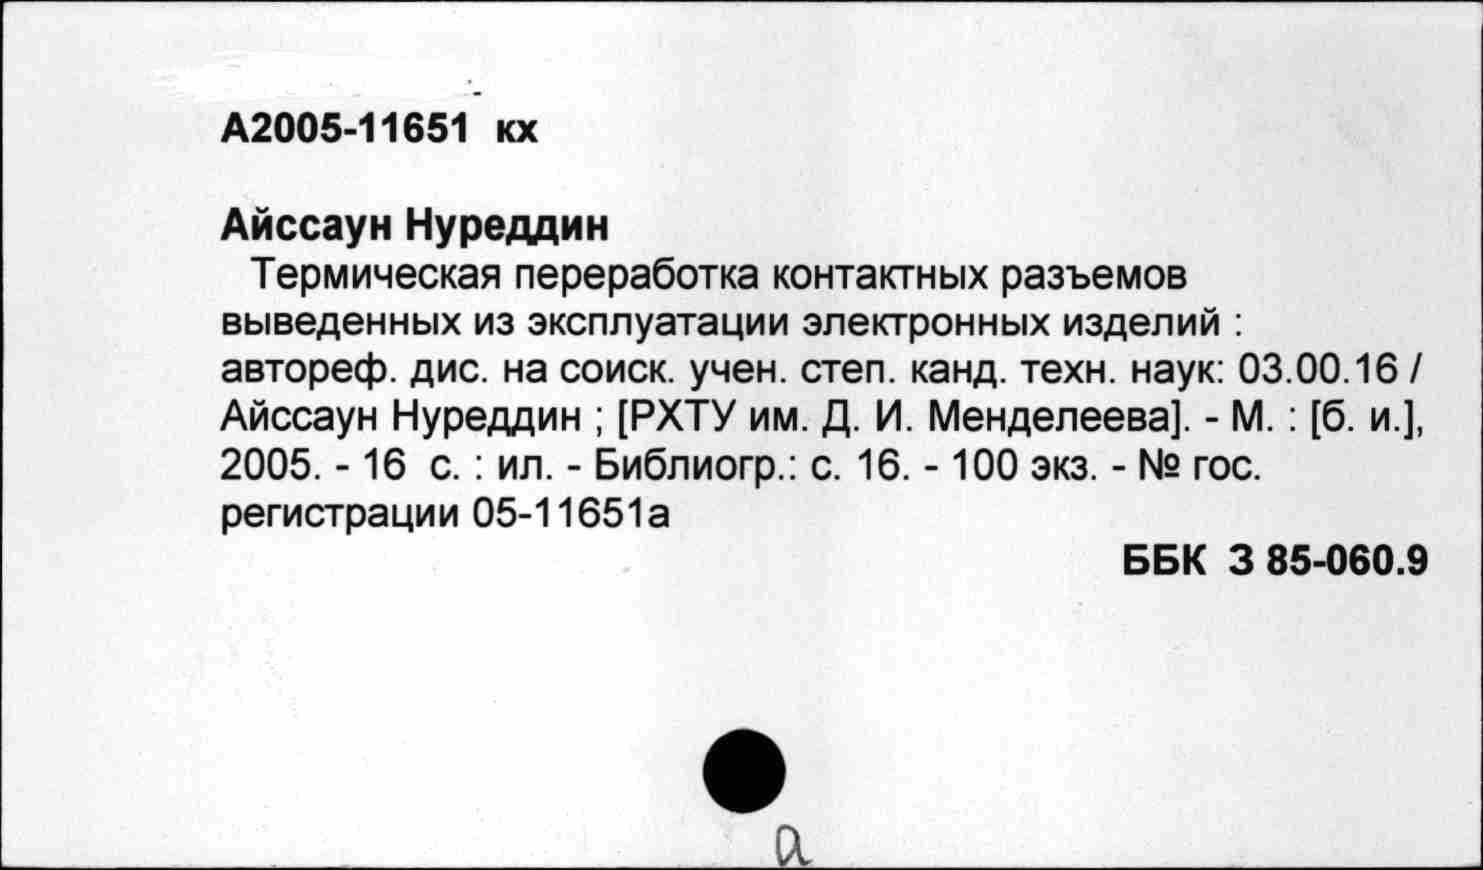 А2005-11651 кх
Айссаун Нуреддин
Термическая переработка контактных разъемов
выведенных из эксплуатации электронных изделий :
автореф. дис. на соиск. учен. степ. канд. техн. наук: 03.00.16 /
Айссаун Нуреддин ; [РХТУ им. Д. И. Менделеева]. - М. : [б. и.],
2005. - 16 с. : ил. - Библиогр.: с. 16. - 100 экз. - № гос.
регистрации 05-11651а
ББК З 85-060.9
а